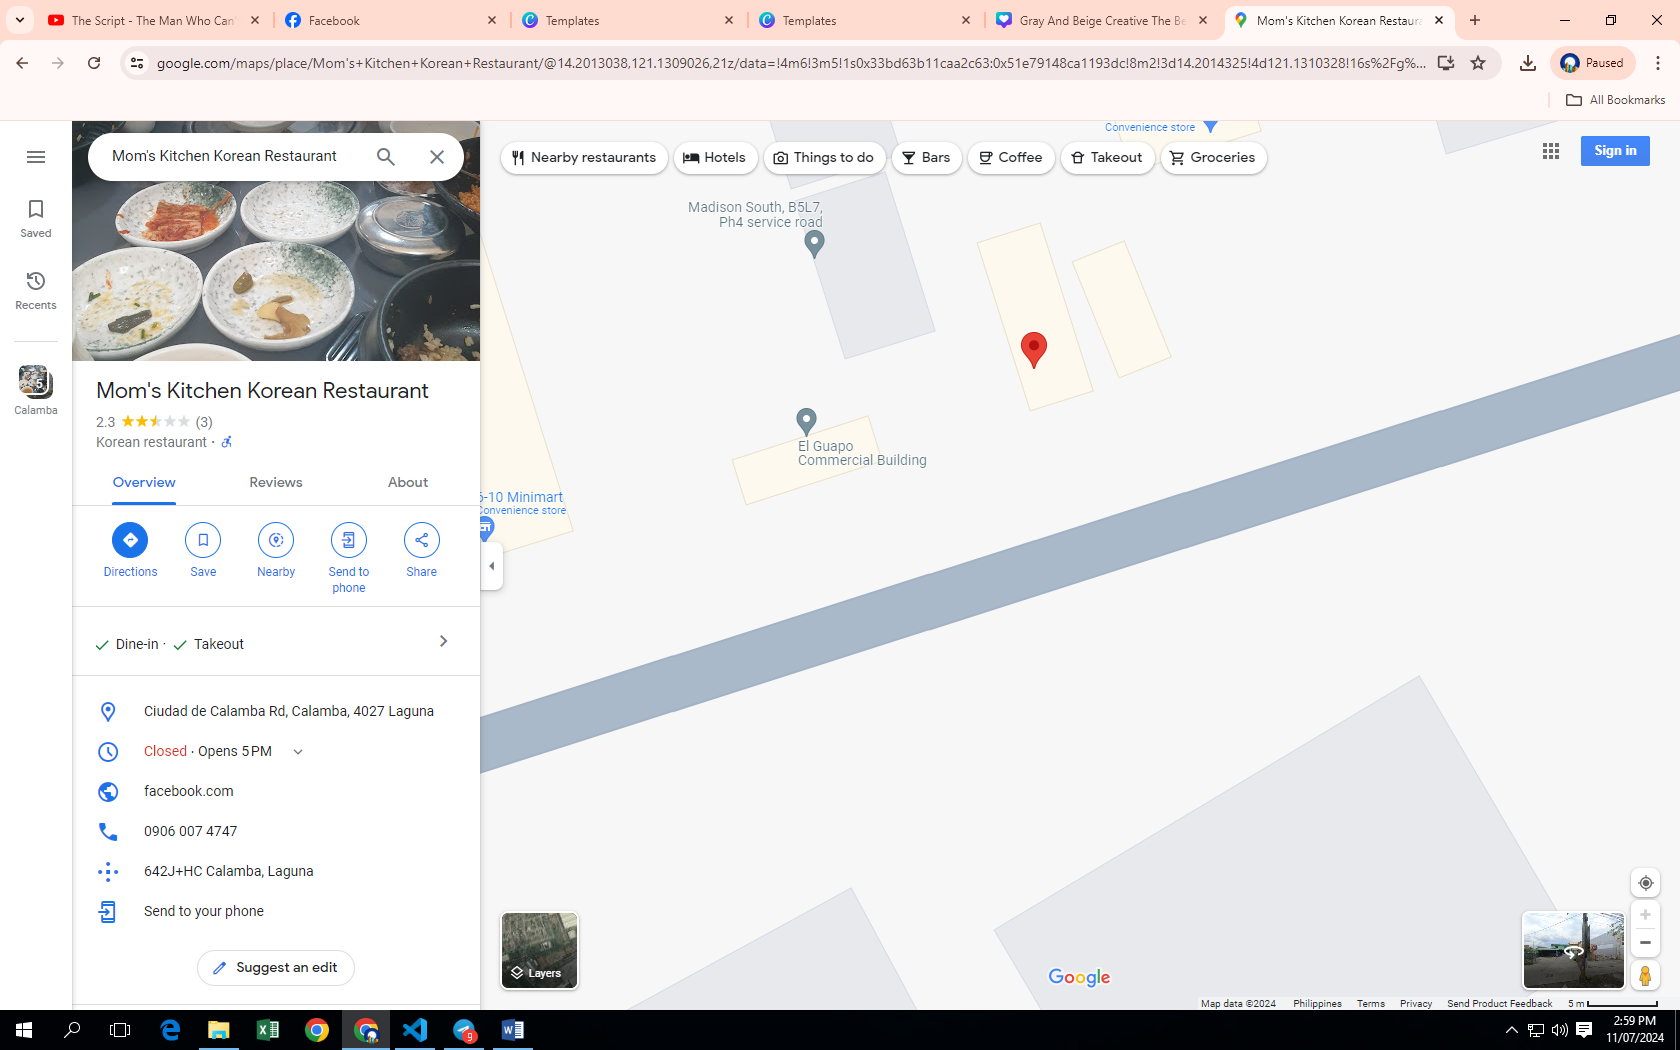 The Script - The Man Who Can
Facebook
Templates
Templates
Gray And Beige Creative The Be
Mom's Kitchen Korean Restaura
google.com/maps/place/Mom's+Kitchen+Korean+Restaurant/@14.2013038,121.1309026,21z/data=!4m6!3m5!1s0x33bd63b11caa2c63:0x51e79148ca1193dc!8m2!3d14.2014325!4d121.1310328!16s%2Fg%...
Paused
All Bookmarks
Mom's Kitchen Korean Restaurant
Saved
Recents
5
Calamba
Mom's Kitchen Korean Restaurant
2.3 (3)
Korean restaurant ·
Overview Reviews About
Directions Save Nearby Send to phone Share
Dine-in · Takeout
Ciudad de Calamba Rd, Calamba, 4027 Laguna
Closed · Opens 5 PM
facebook.com
0906 007 4747
642J+HC Calamba, Laguna
Send to your phone
Suggest an edit
Nearby restaurants Hotels Things to do Bars Coffee Takeout Groceries
Sign in
Convenience store
Madison South, B5L7,
Ph4 service road
El Guapo
Commercial Building
6-10 Minimart
Convenience store
Layers
Google
Map data ©2024 Philippines Terms Privacy Send Product Feedback 5 m
9
2:59 PM
11/07/2024